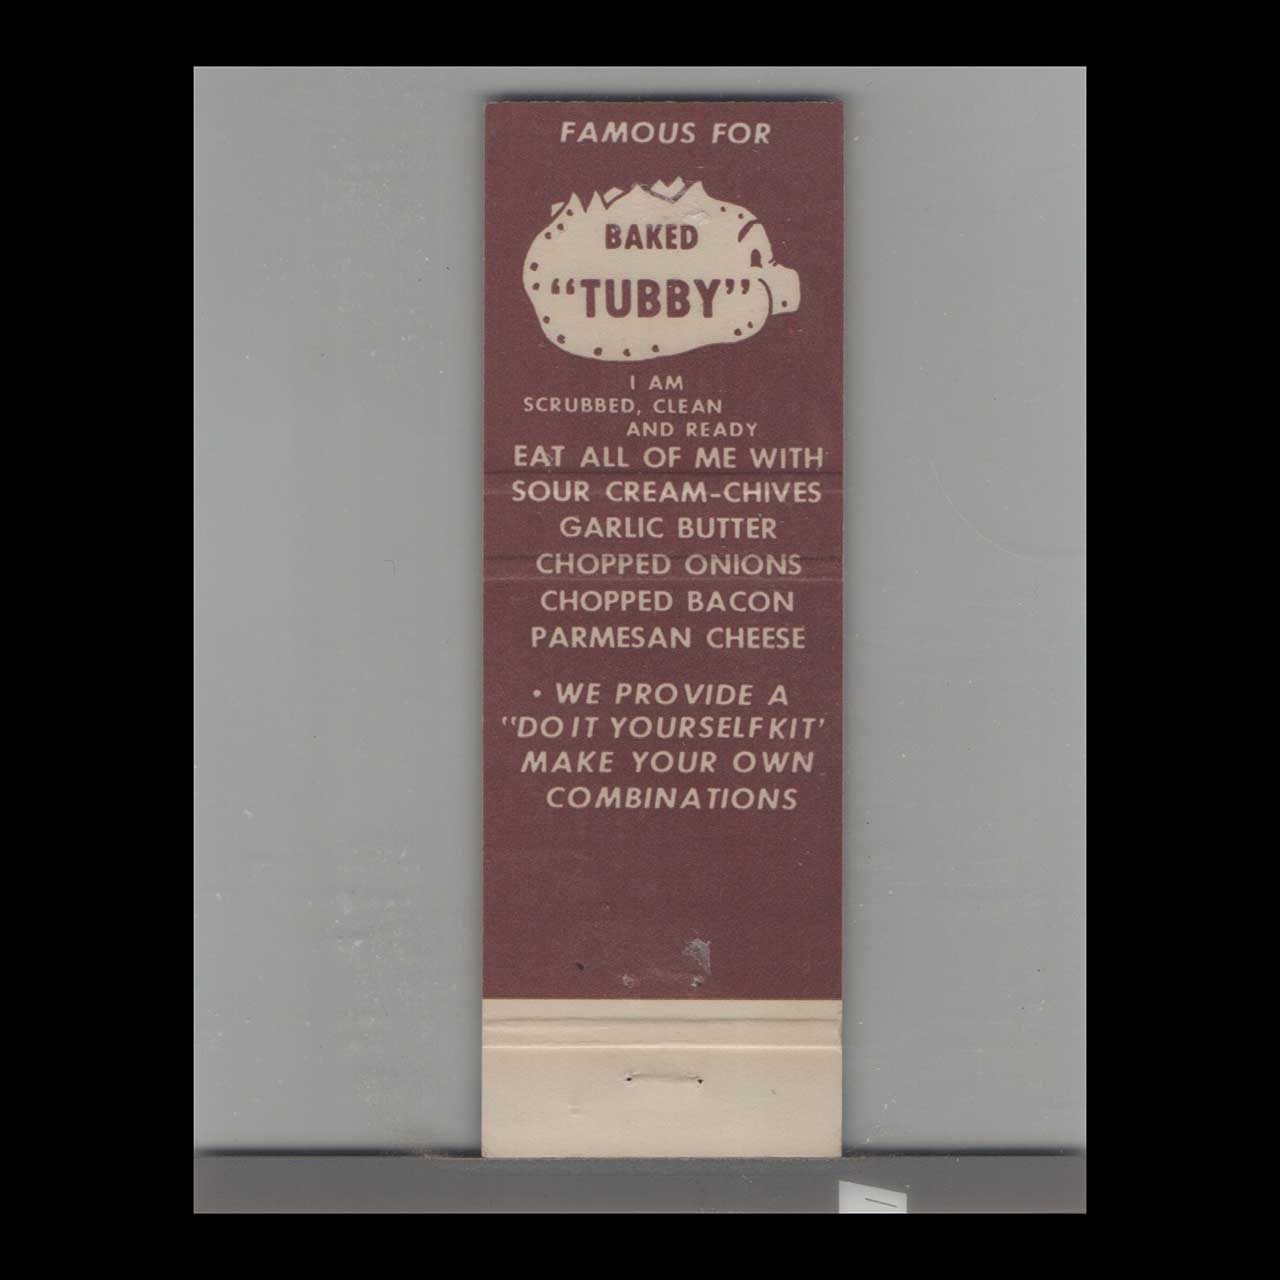 FAMOUS FOR
BAKED
"TUBBY"
I AM
SCRUBBED, CLEAN
AND READY
EAT ALL OF ME WITH
SOUR CREAM-CHIVES
GARLIC BUTTER
CHOPPED ONIONS
CHOPPED BACON
PARMESAN CHEESE
• WE PROVIDE A
"DO IT YOURSELF KIT'
MAKE YOUR OWN
COMBINATIONS